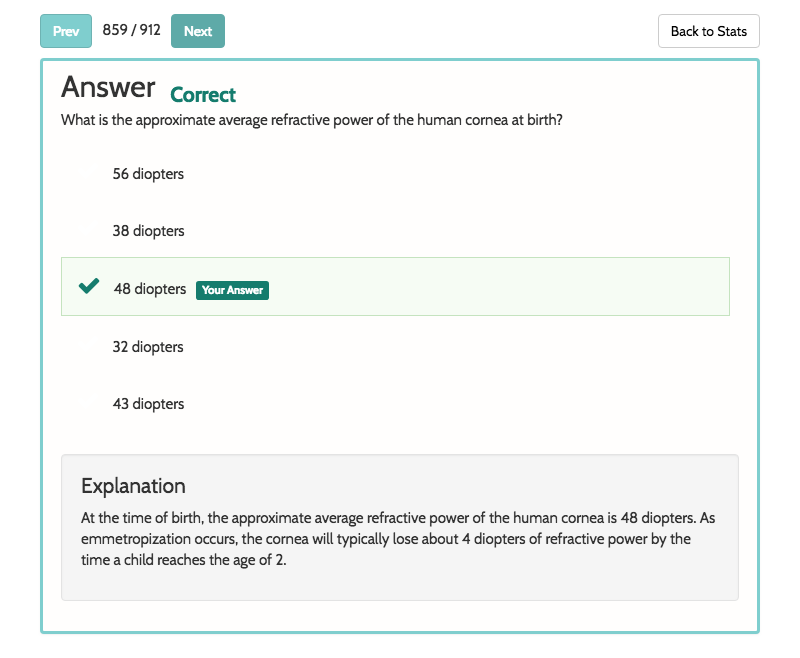 Prev 859 / 912 Next Back to Stats
Answer Correct
What is the approximate average refractive power of the human cornea at birth?
56 diopters
38 diopters
48 diopters Your Answer
32 diopters
43 diopters
Explanation
At the time of birth, the approximate average refractive power of the human cornea is 48 diopters. As
emmetropization occurs, the cornea will typically lose about 4 diopters of refractive power by the
time a child reaches the age of 2.